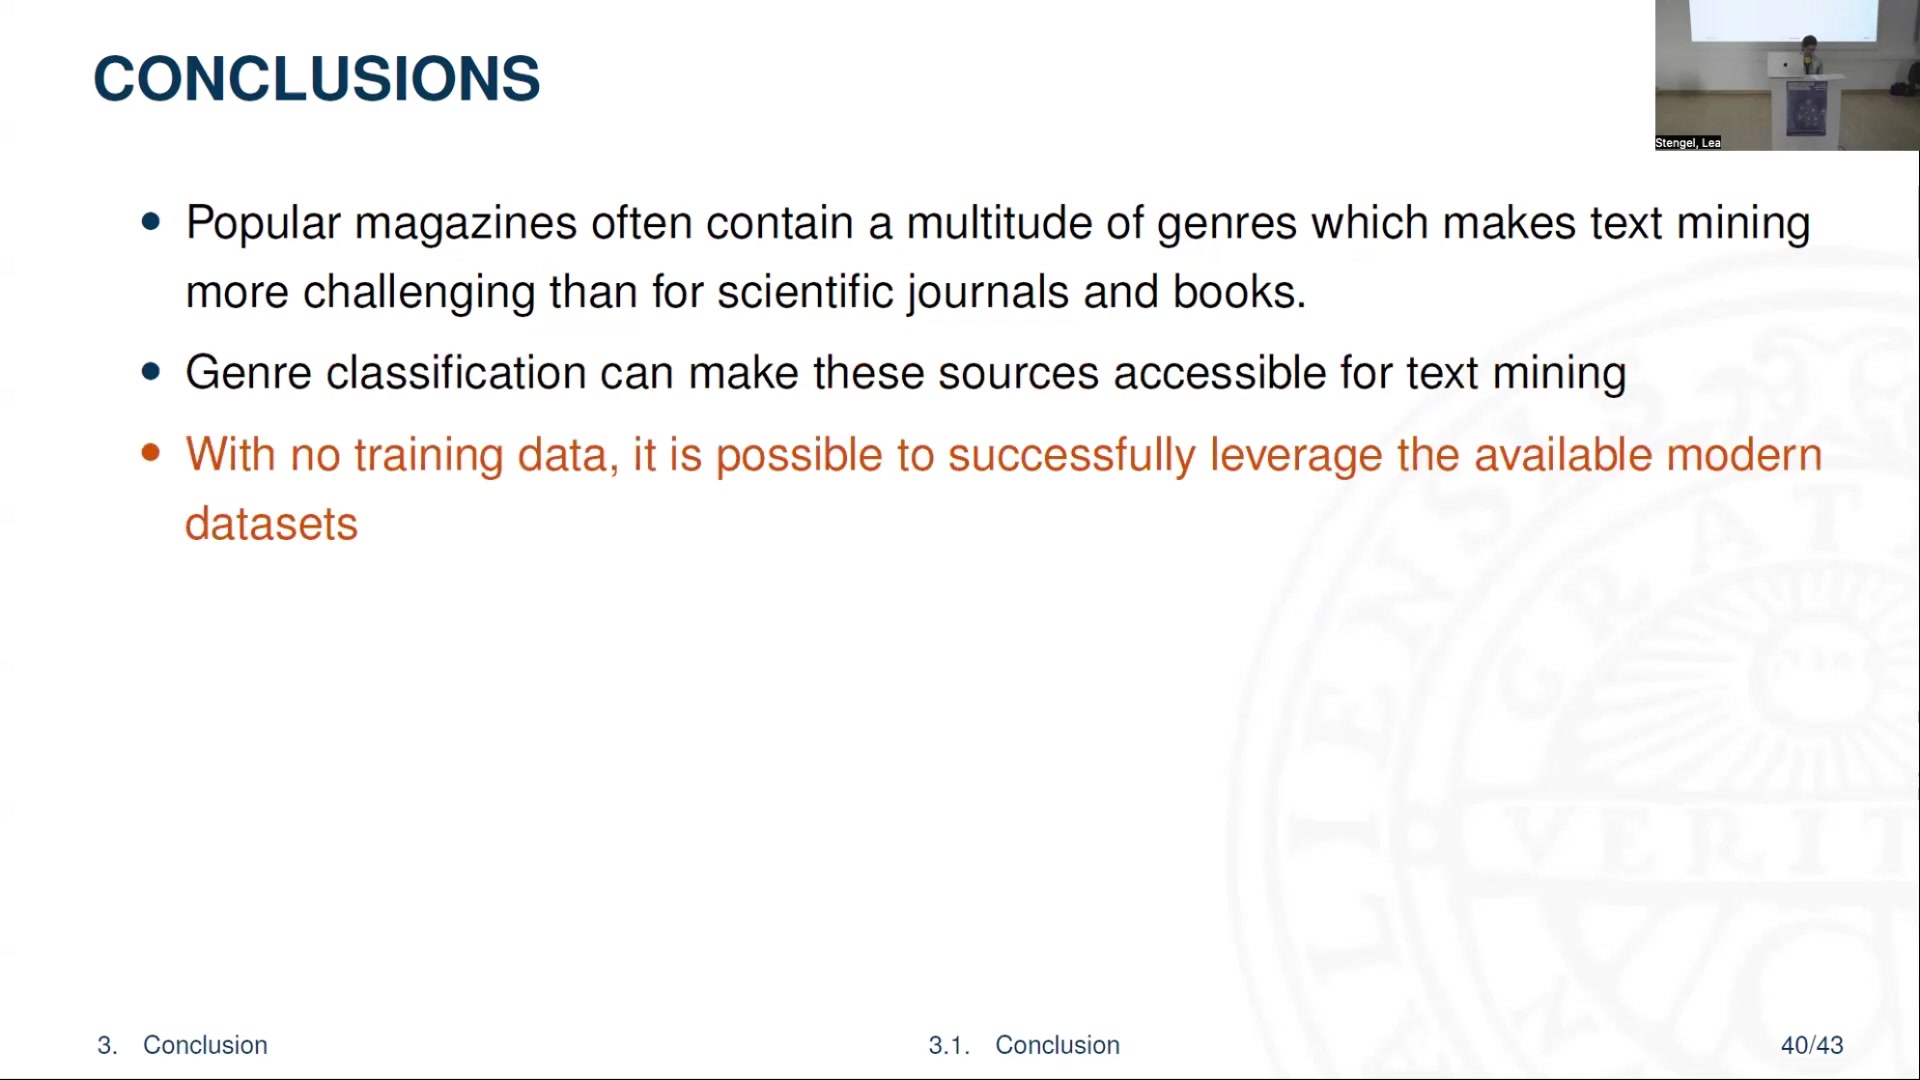 CONCLUSIONS
Stengel, Lea
• Popular magazines often contain a multitude of genres which makes text mining
more challenging than for scientific journals and books.
• Genre classification can make these sources accessible for text mining
• With no training data, it is possible to successfully leverage the available modern
datasets
GRAT
VERIT
3. Conclusion
3.1. Conclusion
40/43